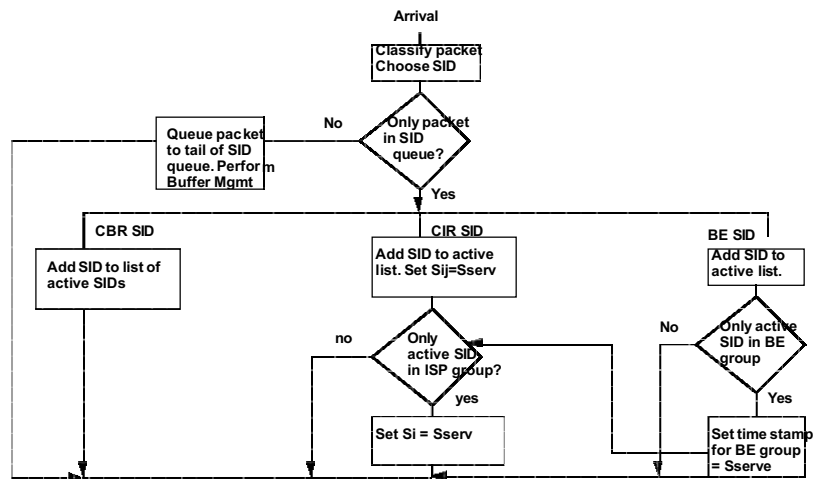 Arrival
Classify packet
Choose SID
No
Only packet
in SID
queue?
Queue packet
to tail of SID
queue. Perform
Buffer Mgmt
Yes
CBR SID
CIR SID
BE SID
Add SID to list of
active SIDs
Add SID to active
list. Set Sij=Sserv
Add SID to
active list.
no
Only
active SID
in ISP group?
yes
No
Only active
SID in BE
group
Yes
Set Si = Sserv
Set time stamp
for BE group
= Sserve